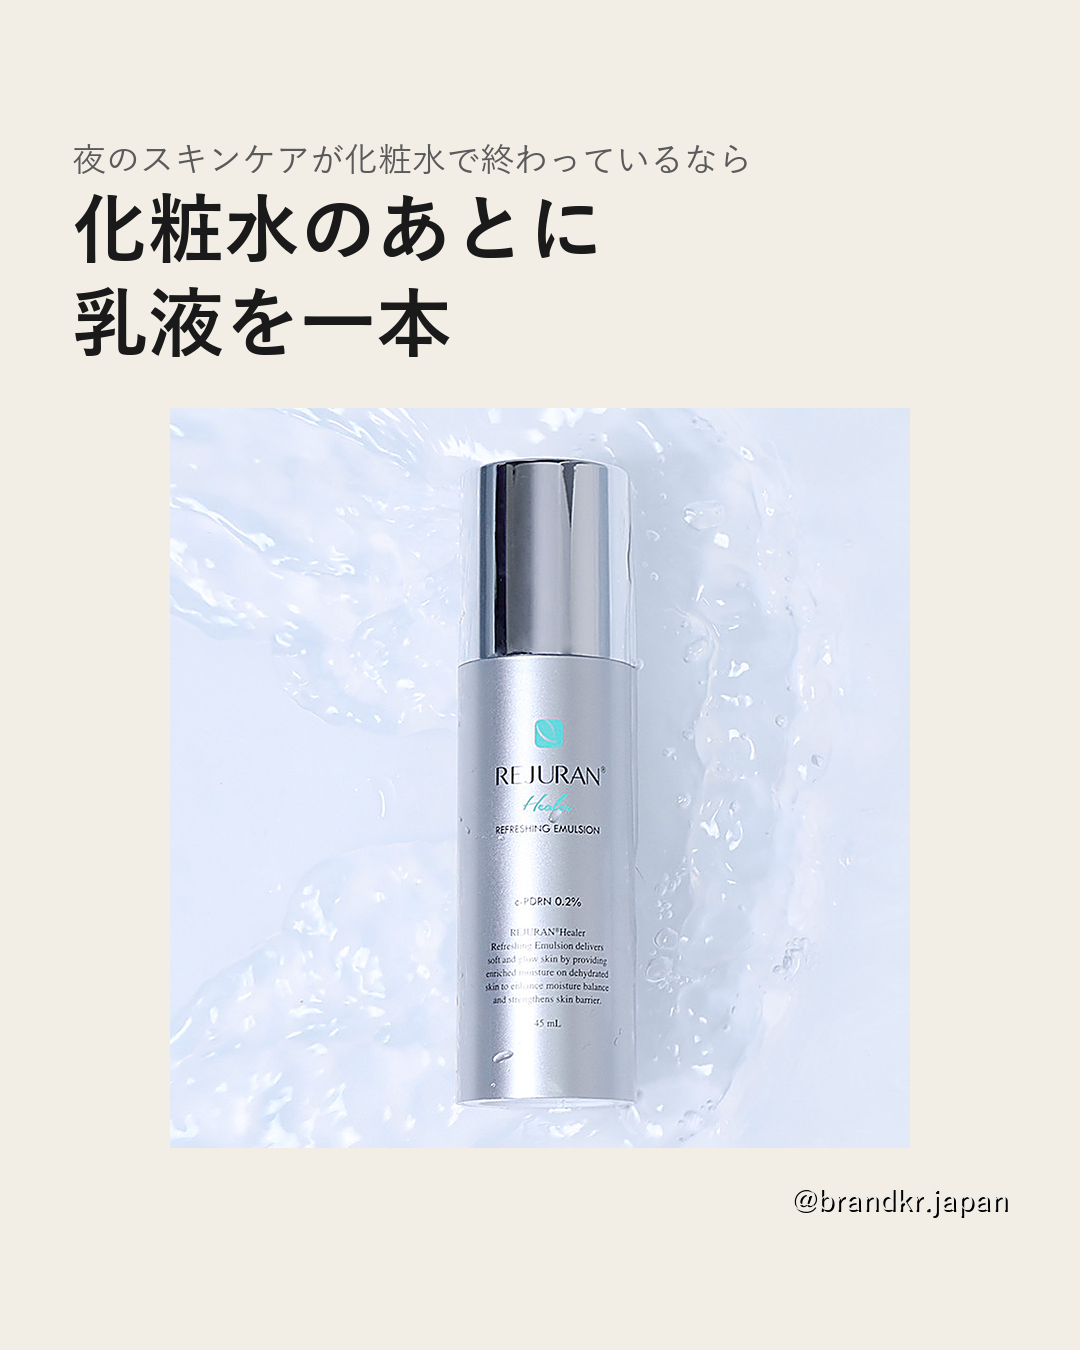 夜のスキンケアが化粧水で終わっているなら
化粧水のあとに
乳液を一本
REJURAN®
Healer
REFRESHING EMULSION
c-PDRN 0.2%
REJURAN®Healer
Refreshing Emulsion delivers
soft and glow skin by providing
enriched moisture on dehydrated
skin to enhance moisture balance
and strengthens skin barrier.
45 mL
@brandkr.japan